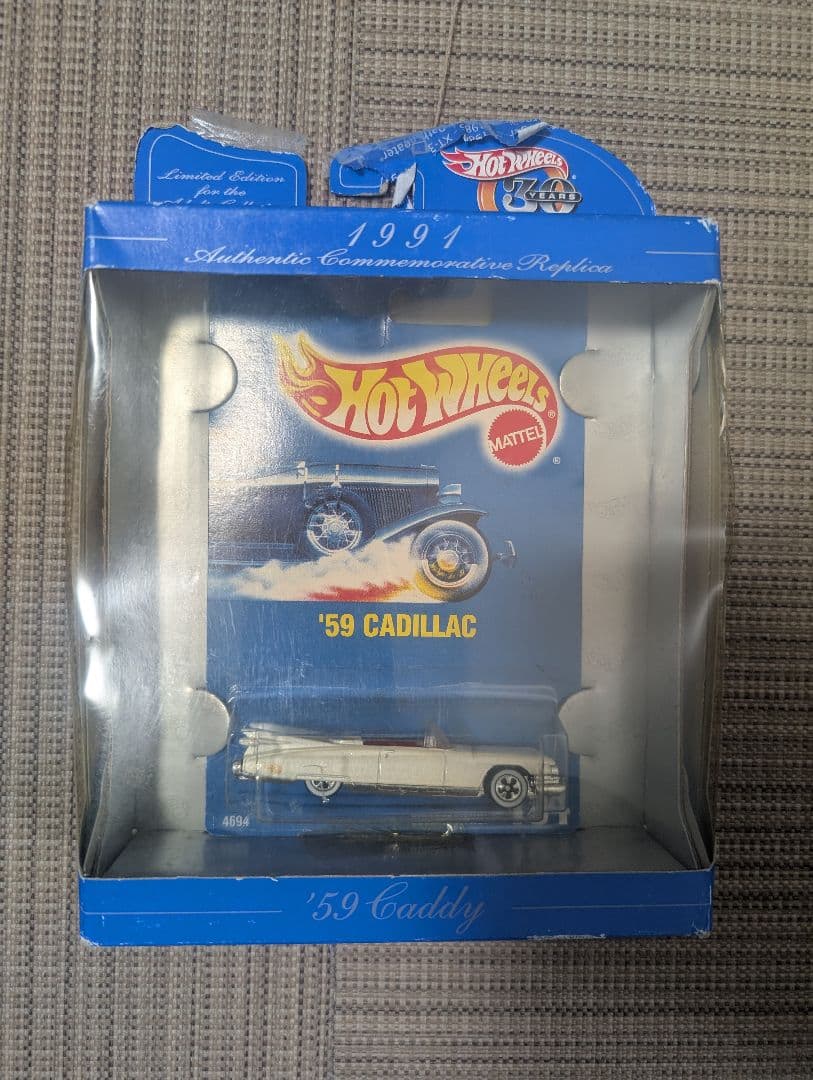 Limited Edition
for the
Hot Wheels
30
YEARS
1991
Authentic Commemorative Replica
Hot Wheels
®
MATTEL
®
'59 CADILLAC
4694
'59 Caddy